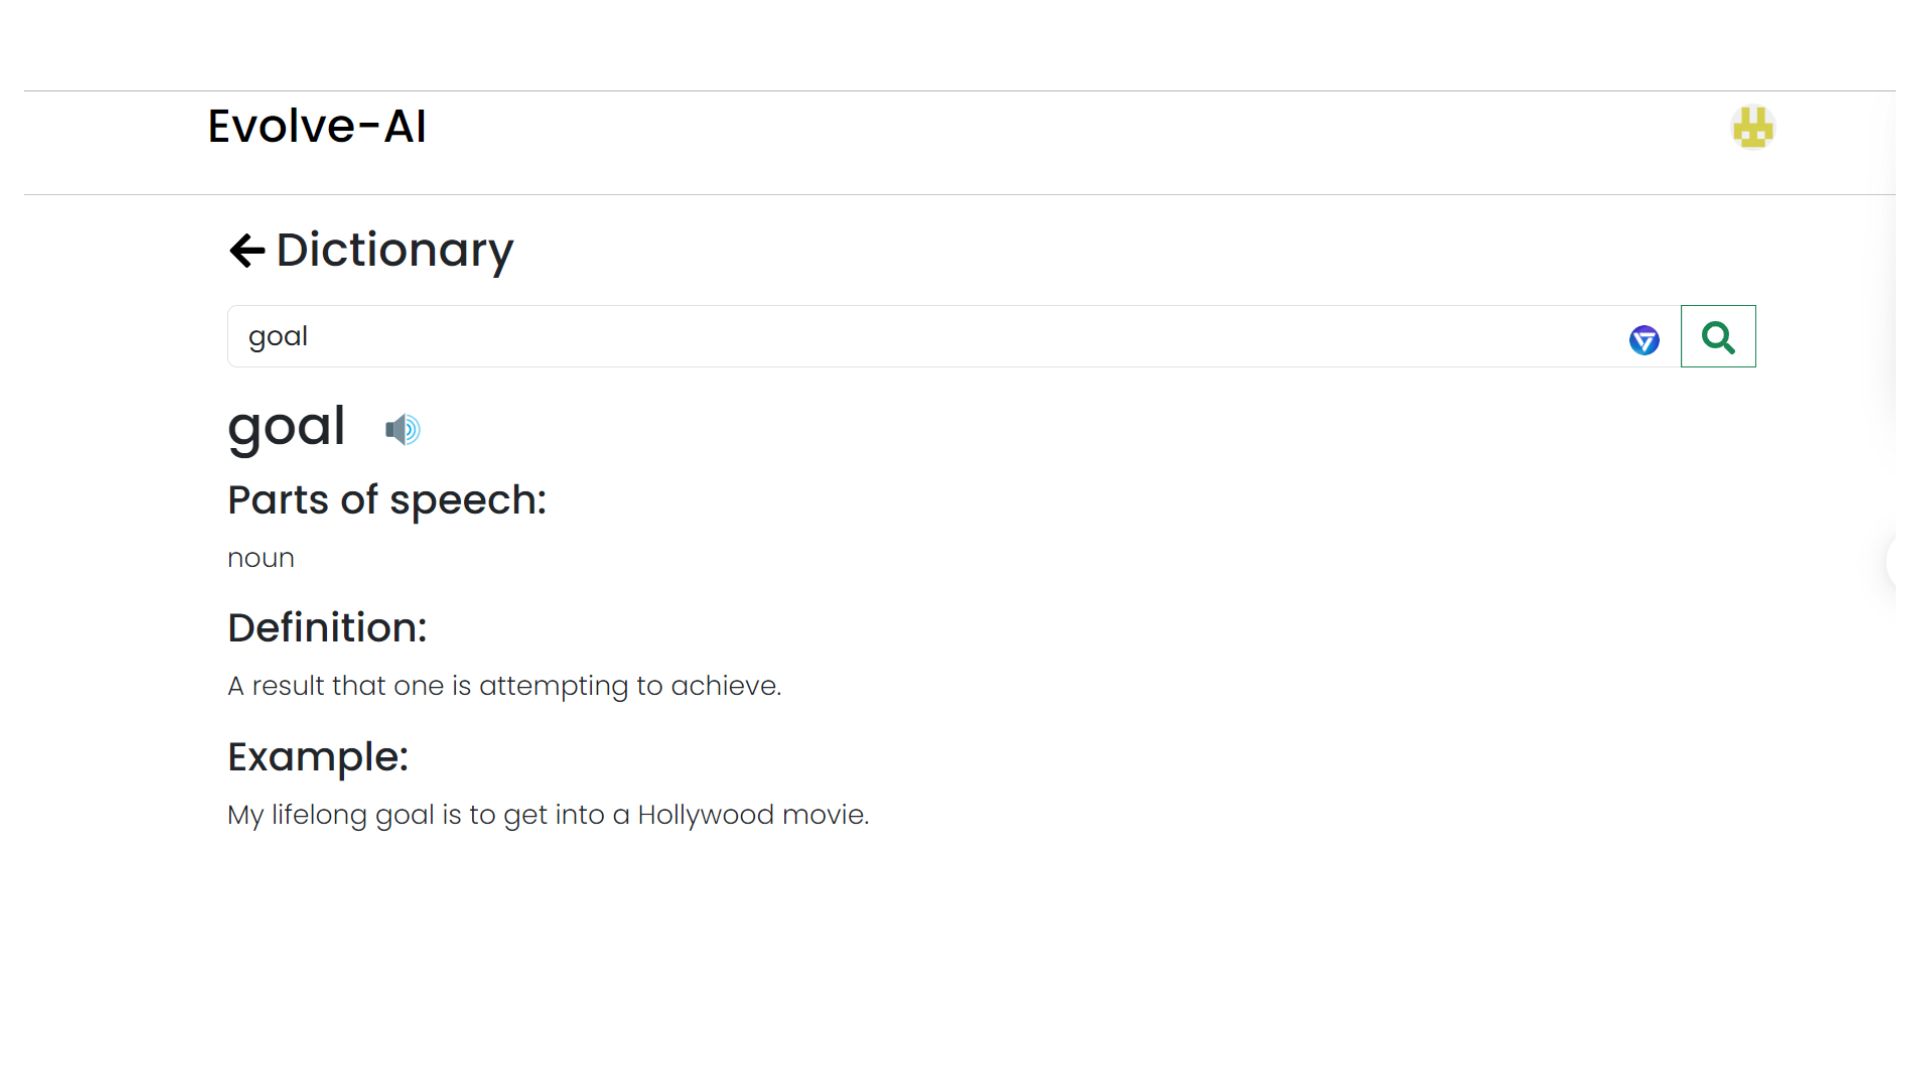 Evolve-AI
Dictionary
goal
goal
Parts of speech:
noun
Definition:
A result that one is attempting to achieve.
Example:
My lifelong goal is to get into a Hollywood movie.